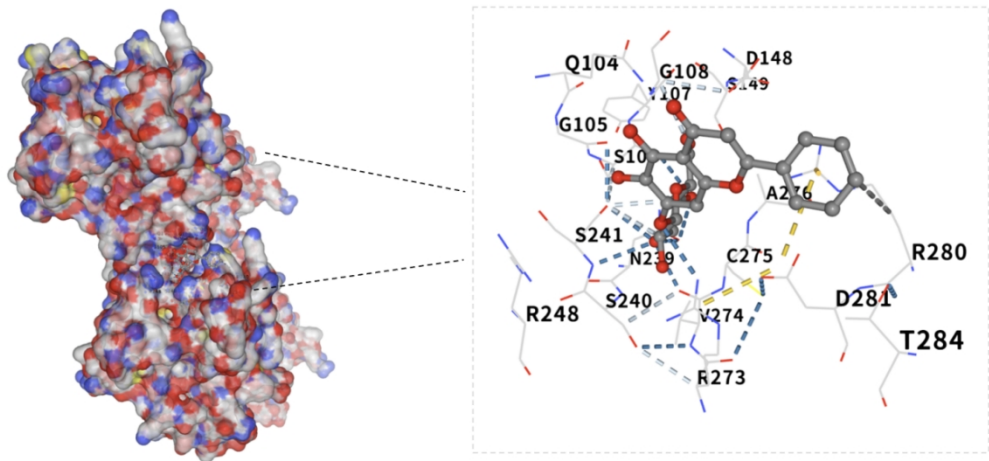 D148
Q104
G108
S149
Y107
G105
S10
A276
S241
N239
C275
R280
S240
D281
R248
V274
T284
R273